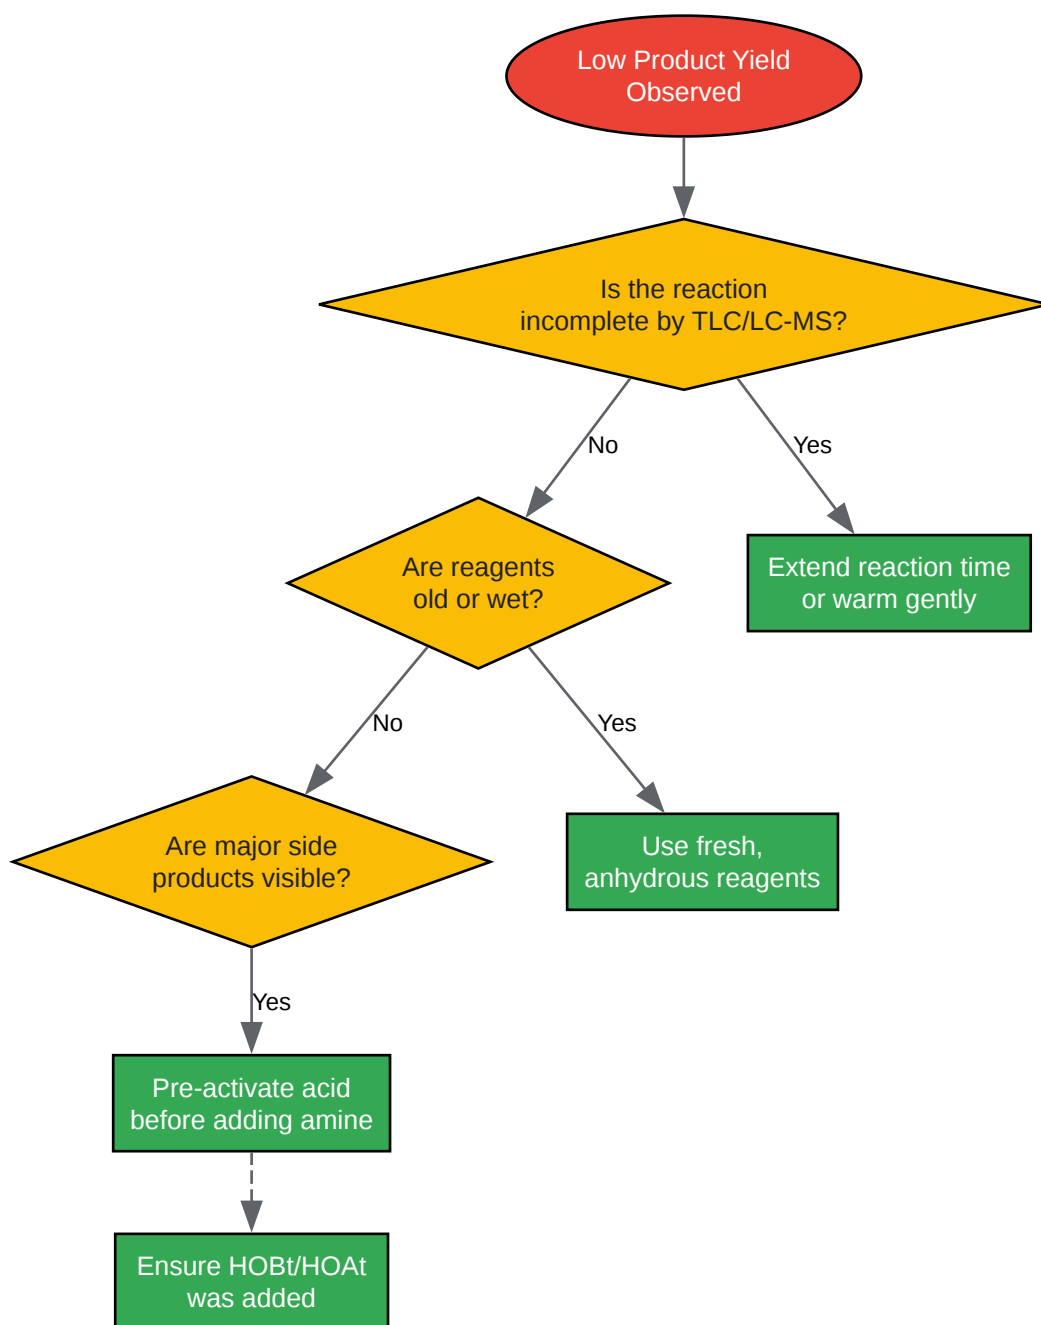 Low Product Yield
Observed
Is the reaction
incomplete by TLC/LC-MS?
No
Yes
Are reagents
old or wet?
Extend reaction time
or warm gently
No
Yes
Are major side
products visible?
Use fresh,
anhydrous reagents
Yes
Pre-activate acid
before adding amine
Ensure HOBt/HOAt
was added